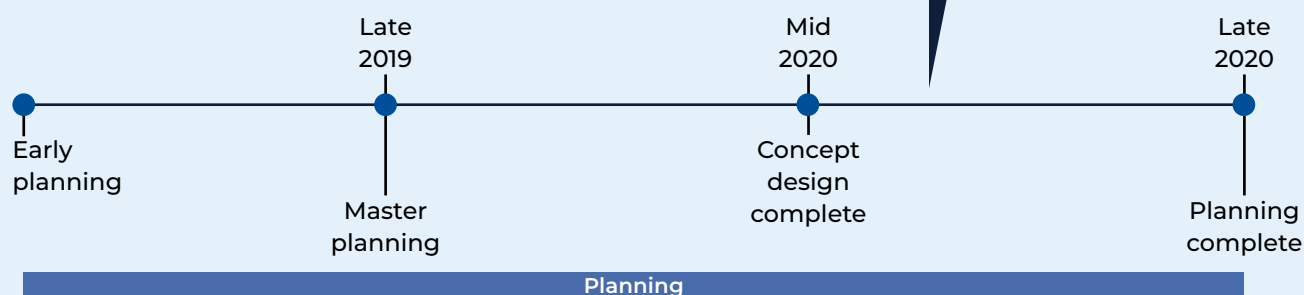 Late
2019
Mid
2020
Late
2020
Early
planning
Master
planning
Concept
design
complete
Planning
complete
Planning